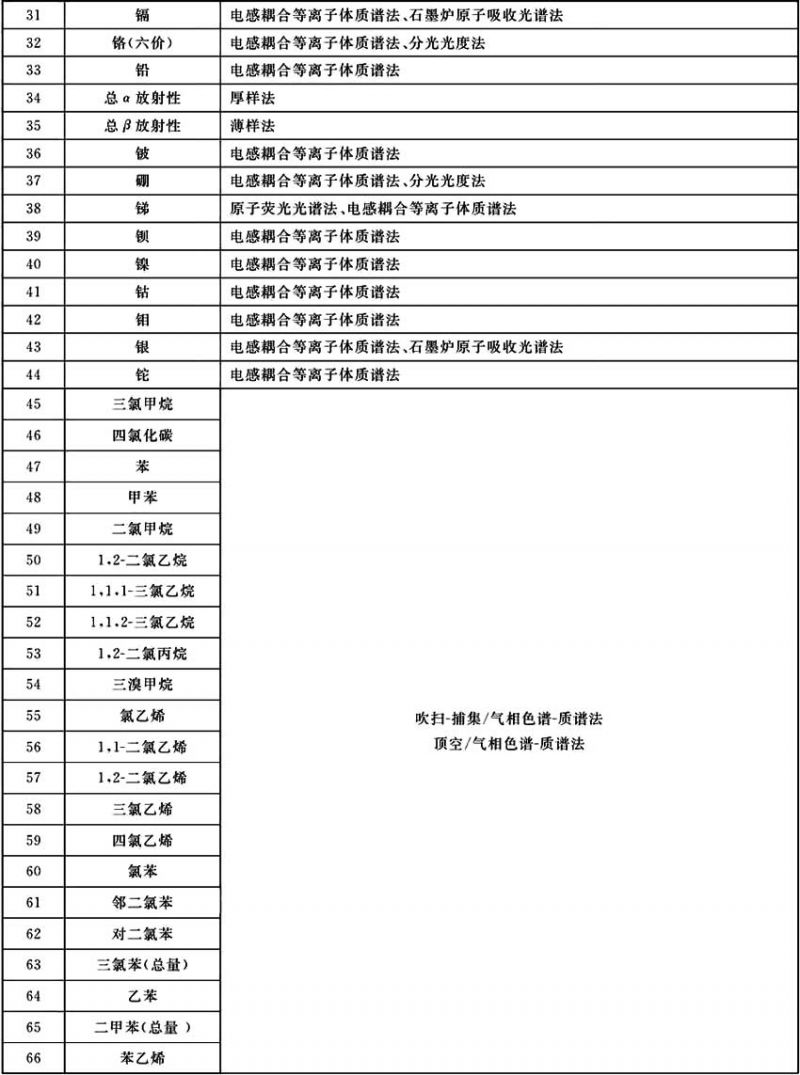 31 镉 电感耦合等离子体质谱法、石墨炉原子吸收光谱法
32 铬(六价) 电感耦合等离子体质谱法、分光光度法
33 铅 电感耦合等离子体质谱法
34 总α放射性 厚样法
35 总β放射性 薄样法
36 铍 电感耦合等离子体质谱法
37 硼 电感耦合等离子体质谱法、分光光度法
38 锑 原子荧光光谱法、电感耦合等离子体质谱法
39 钡 电感耦合等离子体质谱法
40 镍 电感耦合等离子体质谱法
41 钴 电感耦合等离子体质谱法
42 钼 电感耦合等离子体质谱法
43 银 电感耦合等离子体质谱法、石墨炉原子吸收光谱法
44 铊 电感耦合等离子体质谱法
45 三氯甲烷
46 四氯化碳
47 苯
48 甲苯
49 二氯甲烷
50 1,2-二氯乙烷
51 1,1,1-三氯乙烷
52 1,1,2-三氯乙烷
53 1,2-二氯丙烷
54 三溴甲烷
55 氯乙烯
吹扫-捕集/气相色谱-质谱法
56 1,1-二氯乙烯
顶空/气相色谱-质谱法
57 1,2-二氯乙烯
58 三氯乙烯
59 四氯乙烯
60 氯苯
61 邻二氯苯
62 对二氯苯
63 三氯苯(总量)
64 乙苯
65 二甲苯(总量 )
66 苯乙烯